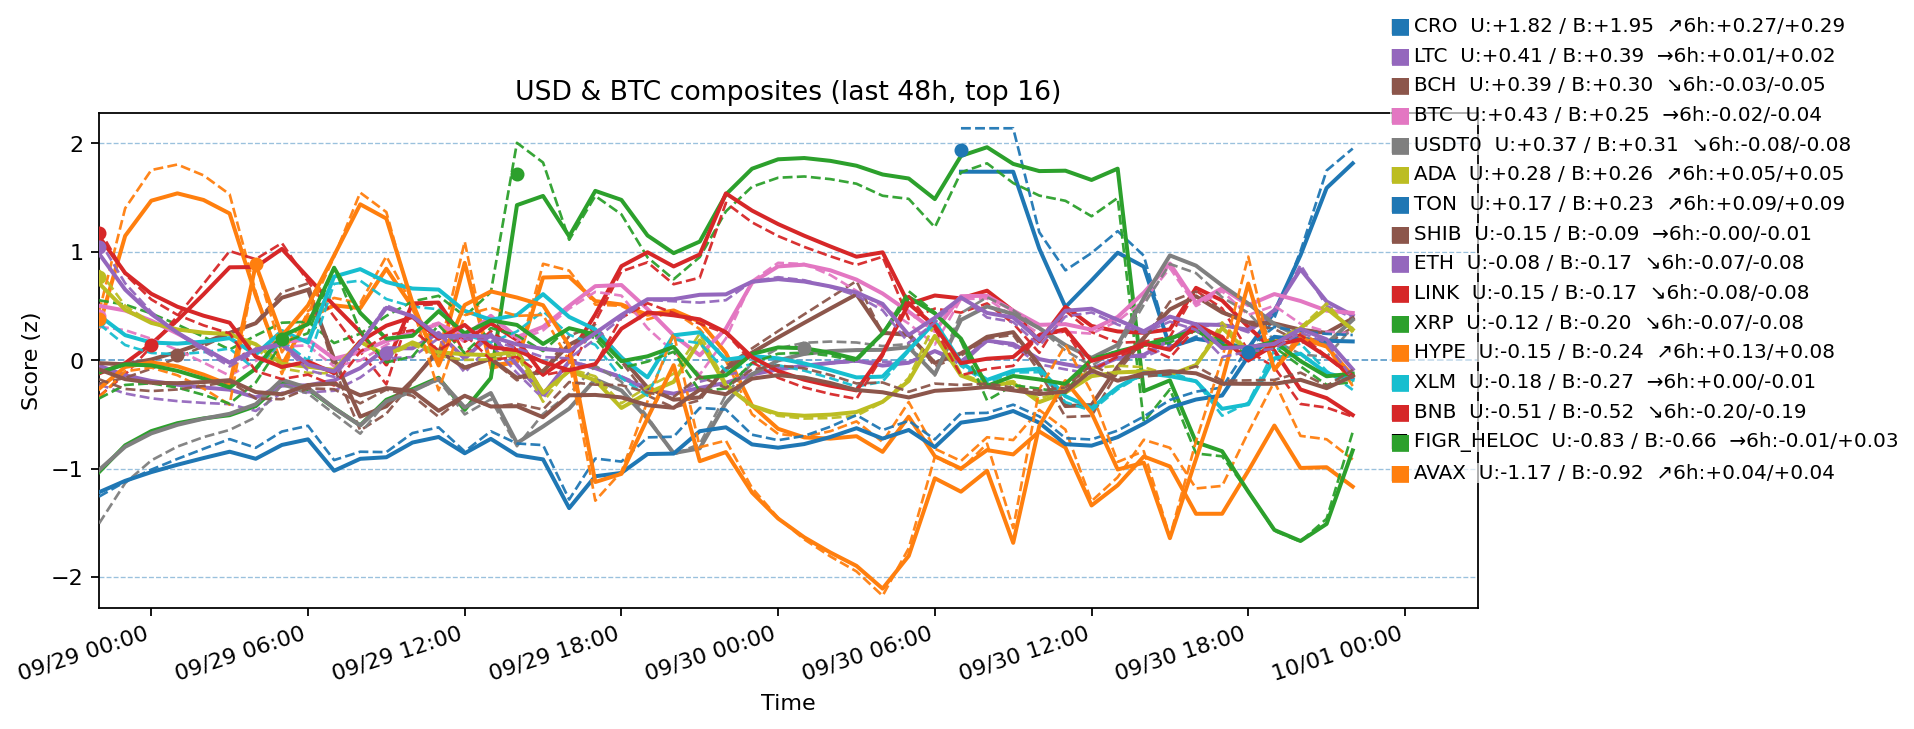 CRO U:+1.82 / B:+1.95 ↗6h:+0.27/+0.29
LTC U:+0.41 / B:+0.39 →6h:+0.01/+0.02
BCH U:+0.39 / B:+0.30 ↘6h:-0.03/-0.05
BTC U:+0.43 / B:+0.25 →6h:-0.02/-0.04
USDT0 U:+0.37 / B:+0.31 ↘6h:-0.08/-0.08
ADA U:+0.28 / B:+0.26 ↗6h:+0.05/+0.05
TON U:+0.17 / B:+0.23 ↗6h:+0.09/+0.09
SHIB U:-0.15 / B:-0.09 →6h:-0.00/-0.01
ETH U:-0.08 / B:-0.17 ↘6h:-0.07/-0.08
LINK U:-0.15 / B:-0.17 ↘6h:-0.08/-0.08
XRP U:-0.12 / B:-0.20 ↘6h:-0.07/-0.08
HYPE U:-0.15 / B:-0.24 ↗6h:+0.13/+0.08
XLM U:-0.18 / B:-0.27 →6h:+0.00/-0.01
BNB U:-0.51 / B:-0.52 ↘6h:-0.20/-0.19
FIGR_HELOC U:-0.83 / B:-0.66 →6h:-0.01/+0.03
AVAX U:-1.17 / B:-0.92 ↗6h:+0.04/+0.04
USD & BTC composites (last 48h, top 16)
Score (z)
2
1
0
−1
−2
09/29 00:00
09/29 06:00
09/29 12:00
09/29 18:00
09/30 00:00
09/30 06:00
09/30 12:00
09/30 18:00
10/01 00:00
Time